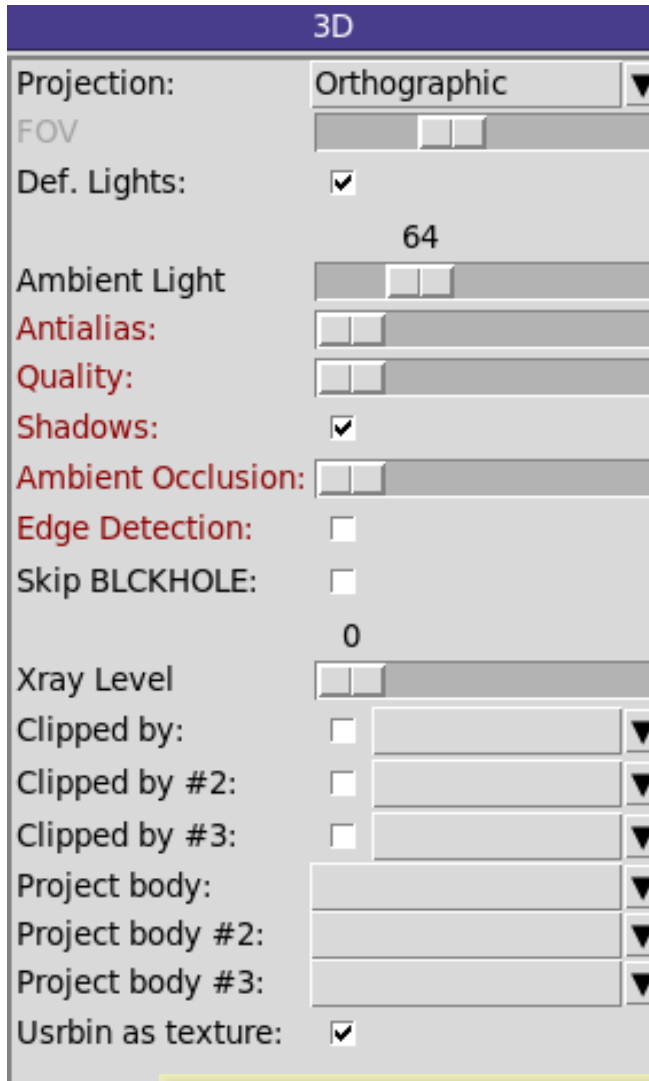 3D
Projection: Orthographic
FOV
Def. Lights:
64
Ambient Light
Antialias:
Quality:
Shadows:
Ambient Occlusion:
Edge Detection:
Skip BLCKHOLE:
0
Xray Level
Clipped by:
Clipped by #2:
Clipped by #3:
Project body:
Project body #2:
Project body #3:
Usrbin as texture: